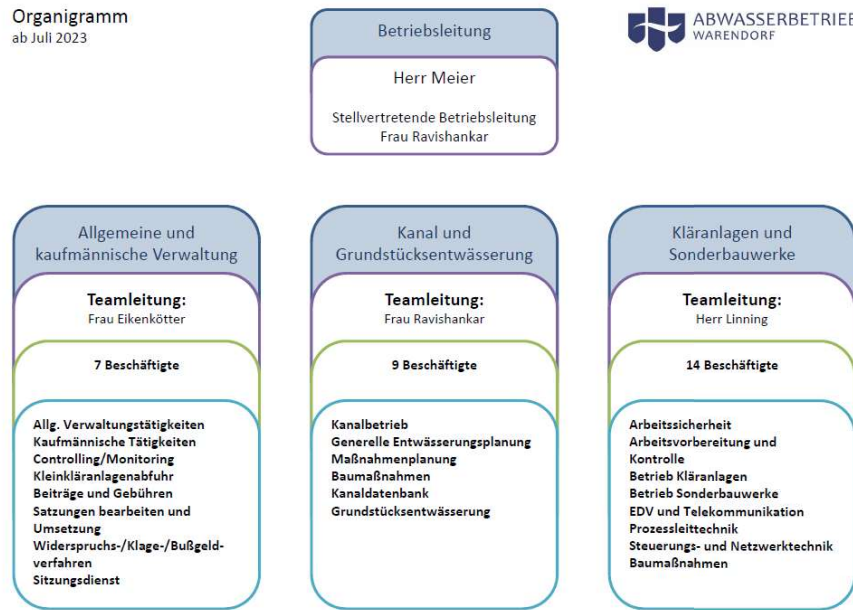 Organigramm
ab Juli 2023
ABWASSERBETRIEB
WARENDORF
Betriebsleitung
Herr Meier
Stellvertretende Betriebsleitung
Frau Ravishankar
Allgemeine und
kaufmännische Verwaltung
Teamleitung:
Frau Eikenkötter
7 Beschäftigte
Allg. Verwaltungstätigkeiten
Kaufmännische Tätigkeiten
Controlling/Monitoring
Kleinkläranlagenabfuhr
Beiträge und Gebühren
Satzungen bearbeiten und
Umsetzung
Widerspruchs-/Klage-/Bußgeld-
verfahren
Sitzungsdienst
Kanal und
Grundstücksentwässerung
Teamleitung:
Frau Ravishankar
9 Beschäftigte
Kanalbetrieb
Generelle Entwässerungsplanung
Maßnahmenplanung
Baumaßnahmen
Kanaldatenbank
Grundstücksentwässerung
Kläranlagen und
Sonderbauwerke
Teamleitung:
Herr Linning
14 Beschäftigte
Arbeitssicherheit
Arbeitsvorbereitung und
Kontrolle
Betrieb Kläranlagen
Betrieb Sonderbauwerke
EDV und Telekommunikation
Prozessleittechnik
Steuerungs- und Netzwerktechnik
Baumaßnahmen